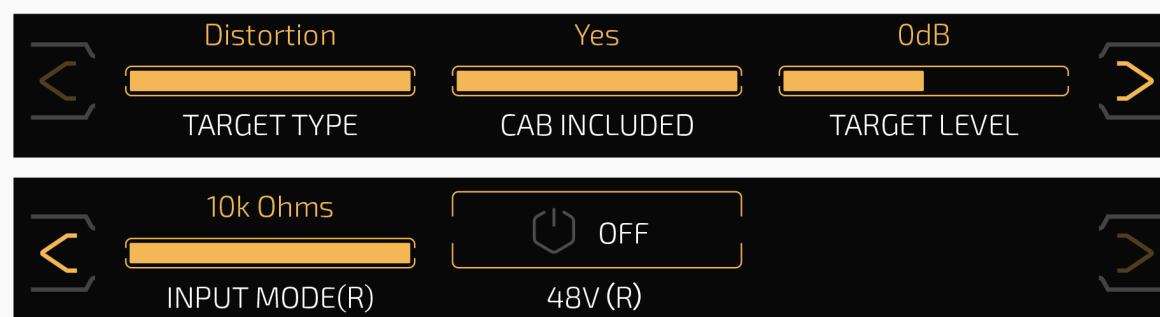 Distortion Yes 0dB
TARGET TYPE CAB INCLUDED TARGET LEVEL
10k Ohms
OFF
INPUT MODE(R) 48V (R)